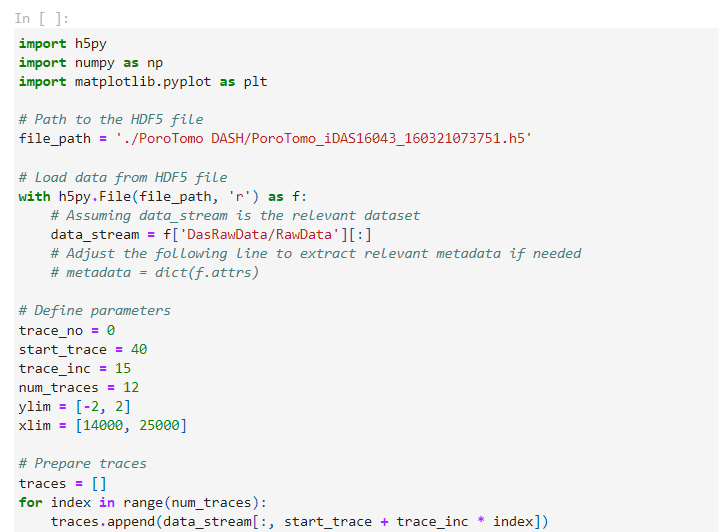 In [ ]:
import h5py
import numpy as np
import matplotlib.pyplot as plt
# Path to the HDF5 file
file_path = './PoroTomo DASH/PoroTomo_iDAS16043_160321073751.h5'
# Load data from HDF5 file
with h5py.File(file_path, 'r') as f:
    # Assuming data_stream is the relevant dataset
    data_stream = f['DasRawData/RawData'][:]
    # Adjust the following line to extract relevant metadata if needed
    # metadata = dict(f.attrs)
# Define parameters
trace_no = 0
start_trace = 40
trace_inc = 15
num_traces = 12
ylim = [-2, 2]
xlim = [14000, 25000]
# Prepare traces
traces = []
for index in range(num_traces):
    traces.append(data_stream[:, start_trace + trace_inc * index])